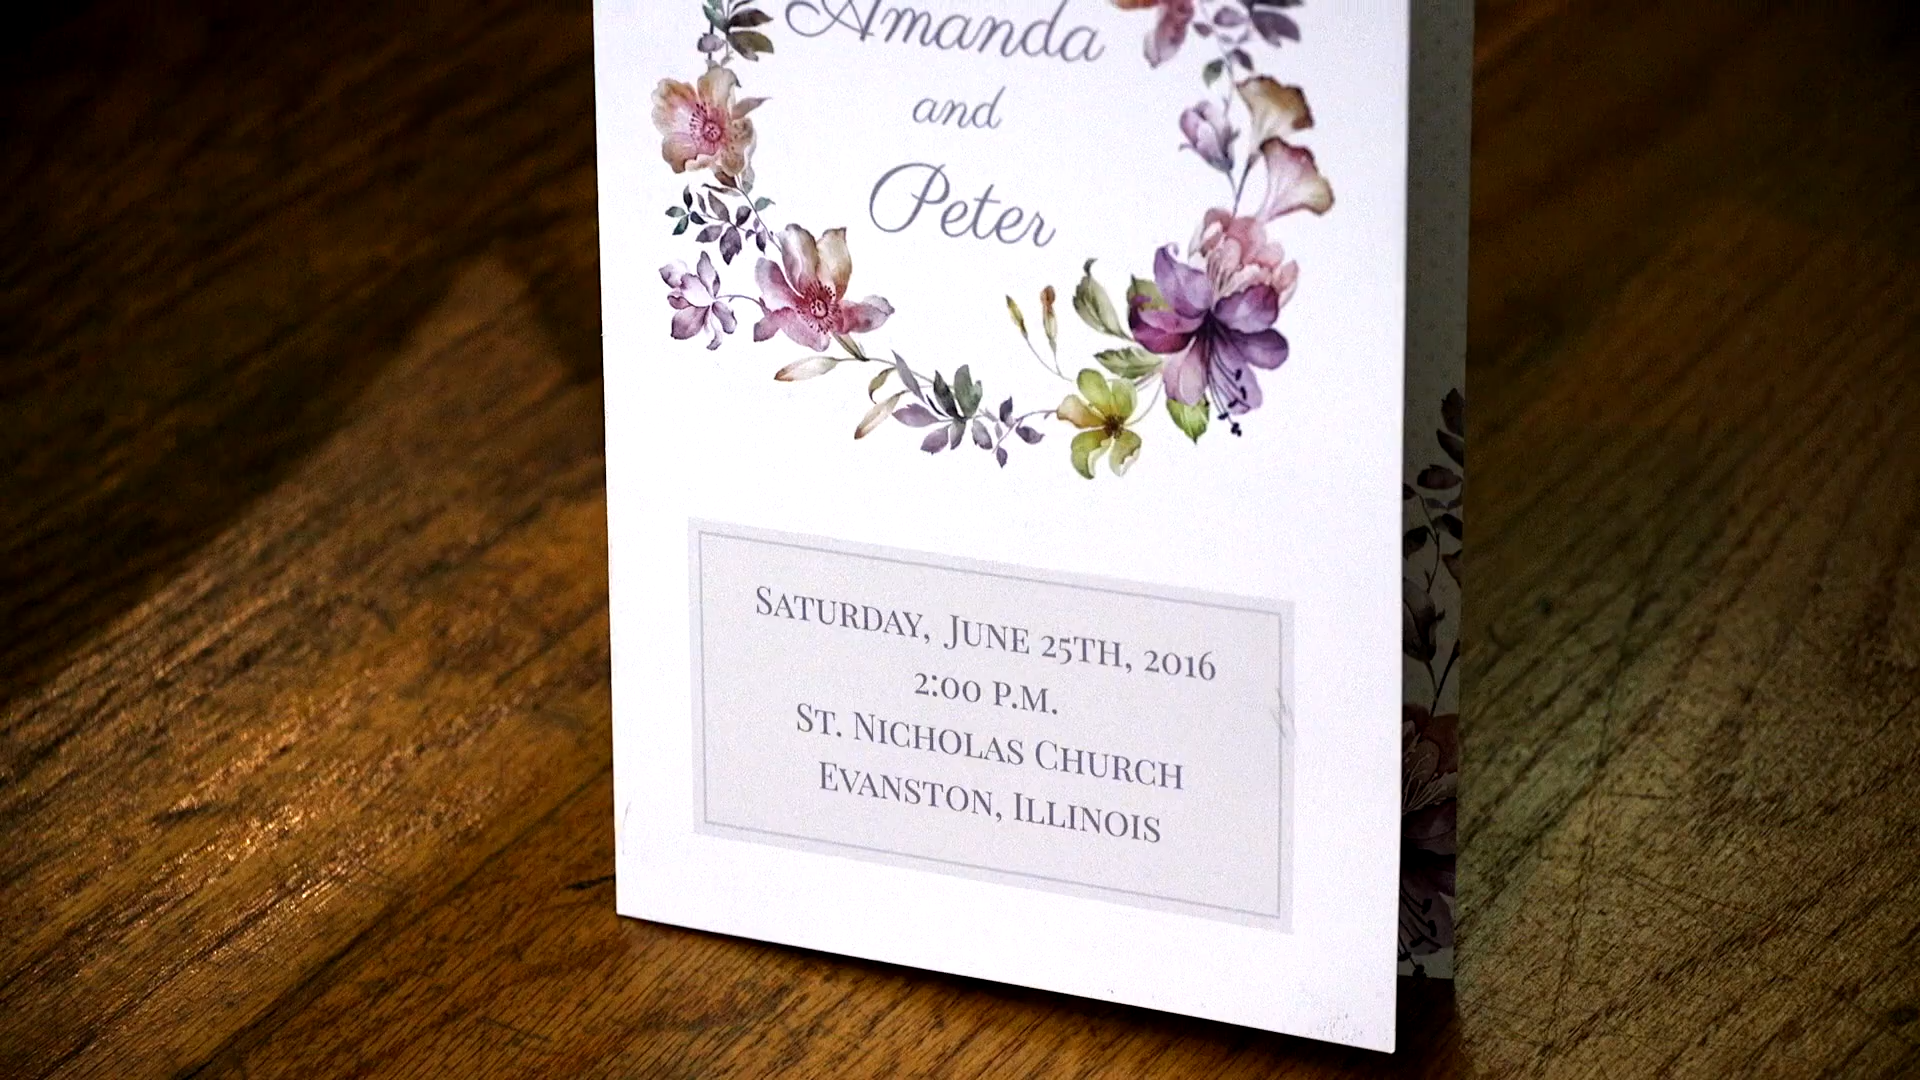 Amanda
and
Peter
Saturday, June 25th, 2016
2:00 p.m.
St. Nicholas Church
Evanston, Illinois